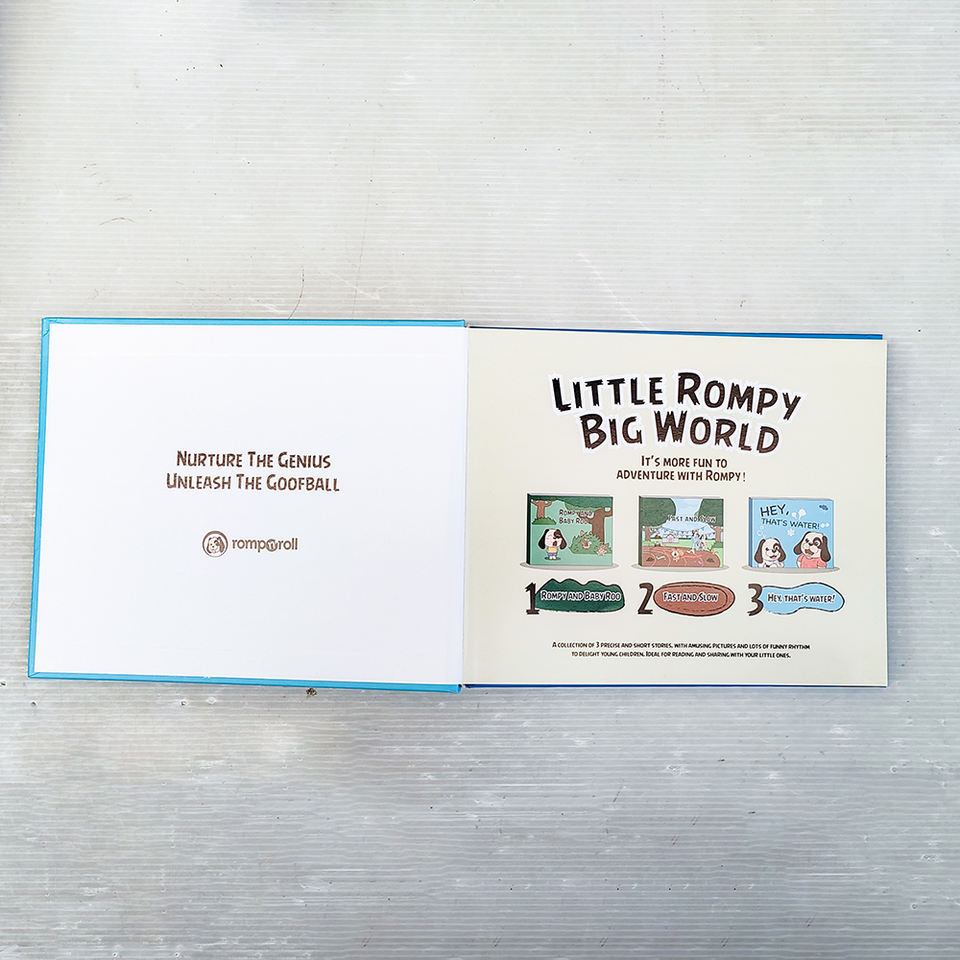 NURTURE THE GENIUS
UNLEASH THE GOOFBALL
rompnroll
LITTLE ROMPY
BIG WORLD
IT'S MORE FUN TO
ADVENTURE WITH ROMPY!
ROMPY AND
BABY ROO
FAST AND SLOW
HEY,
THAT'S WATER!
1 ROMPY AND BABY ROO
2 FAST AND SLOW
3 HEY, THAT'S WATER!
A COLLECTION OF 3 PRECISE AND SHORT STORIES, WITH AMUSING PICTURES AND LOTS OF FUNNY RHYTHM
TO DELIGHT YOUNG CHILDREN. IDEAL FOR READING AND SHARING WITH YOUR LITTLE ONES.